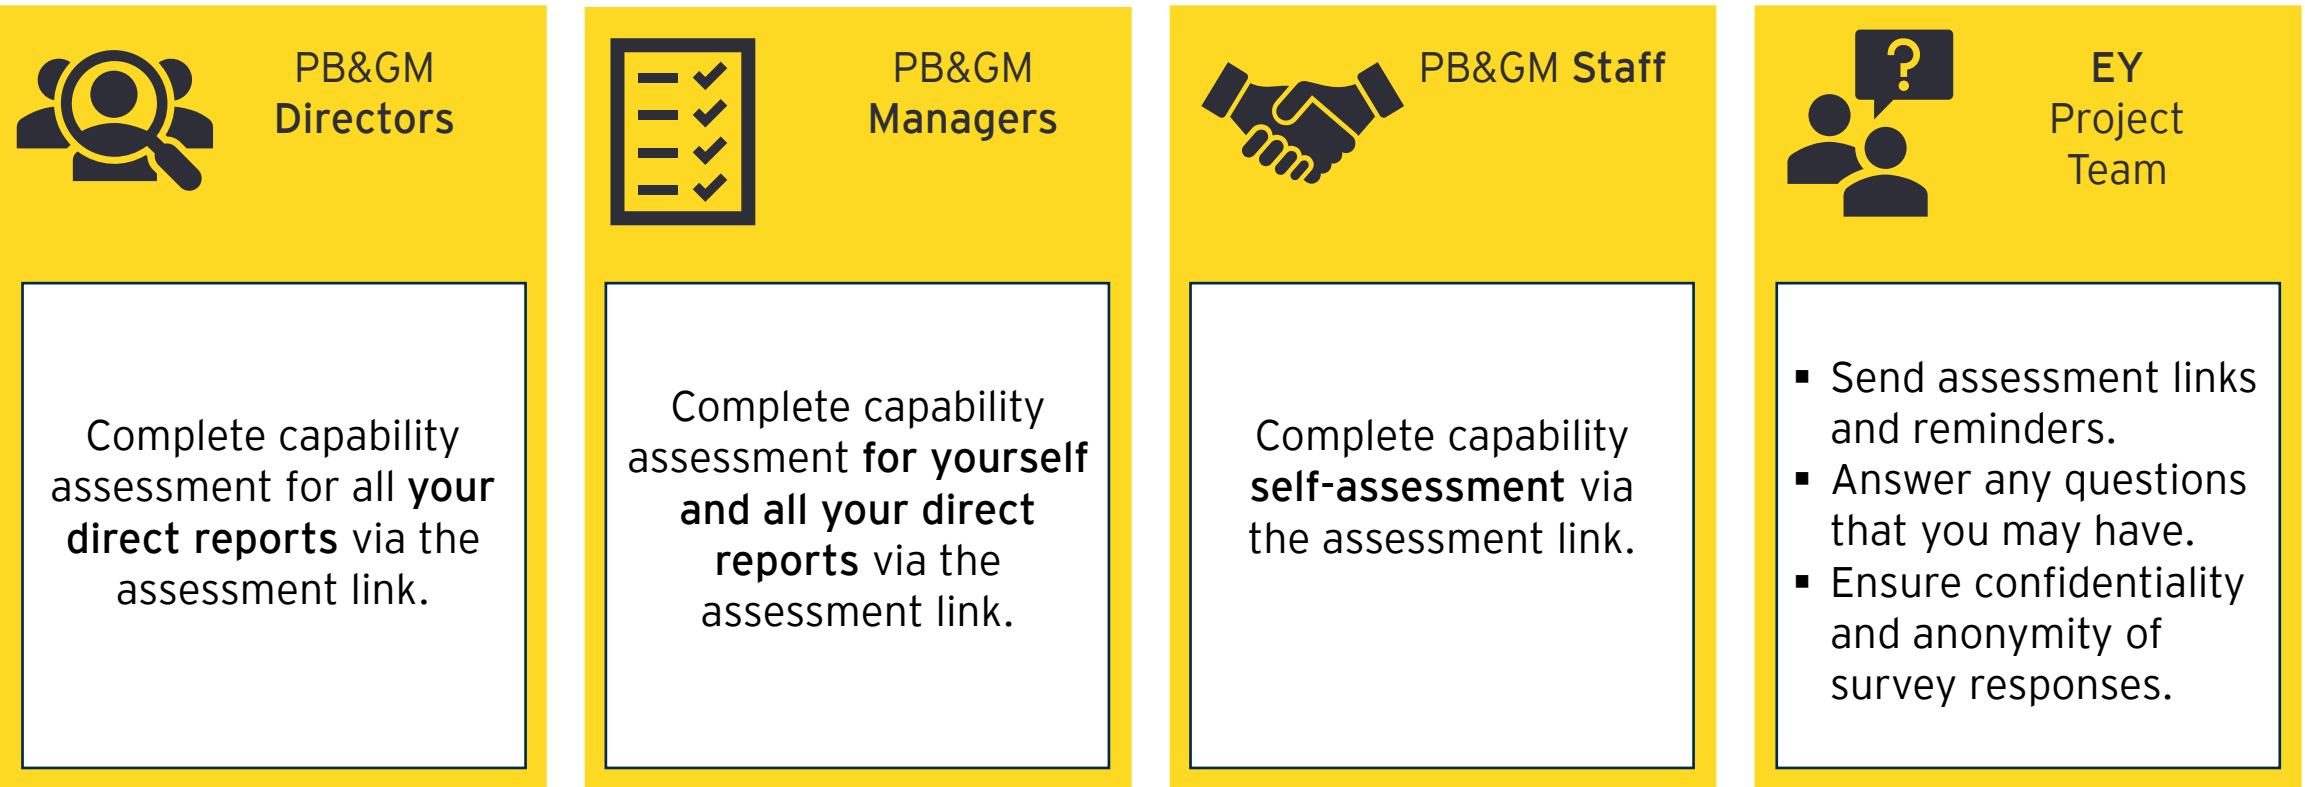 PB&GM
Directors
Complete capability
assessment for all your
direct reports via the
assessment link.
PB&GM
Managers
Complete capability
assessment for yourself
and all your direct
reports via the
assessment link.
PB&GM Staff
Complete capability
self-assessment via
the assessment link.
?
EY
Project
Team
▪ Send assessment links
and reminders.
▪ Answer any questions
that you may have.
▪ Ensure confidentiality
and anonymity of
survey responses.